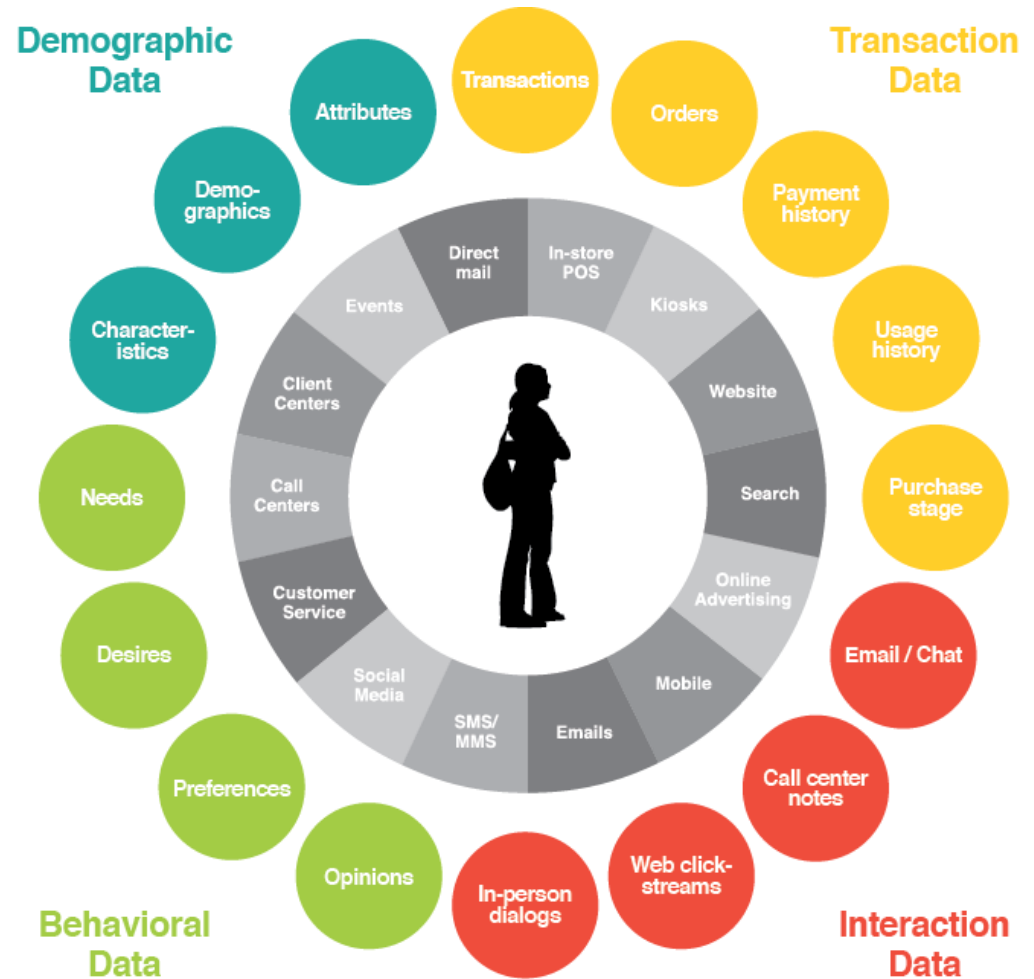 Demographic
Data
Transaction
Data
Transactions
Attributes
Orders
Demo-
graphics
Payment
history
Character-
istics
Usage
history
Needs
Purchase
stage
Desires
Email / Chat
Preferences
Call center
notes
Opinions
Web click-
streams
In-person
dialogs
Direct
mail
In-store
POS
Kiosks
Website
Search
Online
Advertising
Mobile
Emails
SMS/
MMS
Social
Media
Customer
Service
Call
Centers
Client
Centers
Events
Behavioral
Data
Interaction
Data